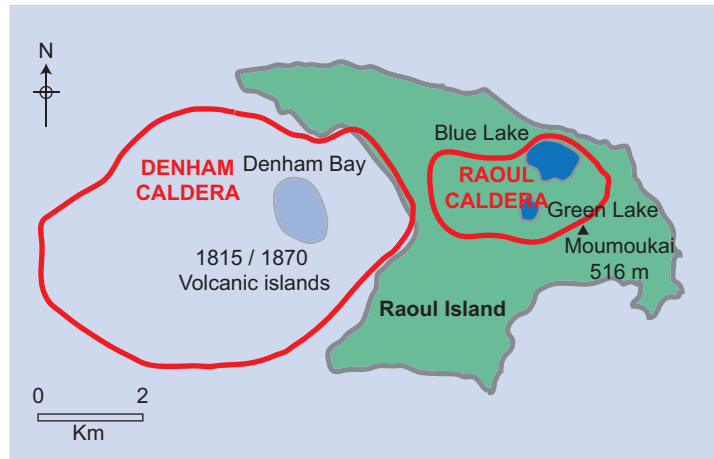 N
Blue Lake
DENHAM
CALDERA
Denham Bay
RAOUL
CALDERA
Green Lake
Moumoukai
516 m
1815 / 1870
Volcanic islands
Raoul Island
0 2
Km